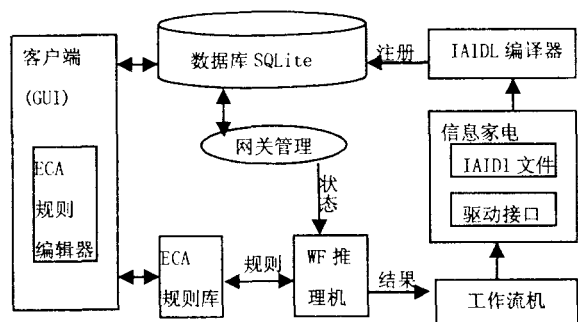 客户端
(GUI)
ECA
规则
编辑器
数据库 SQLite
注册
IAIDL 编译器
网关管理
信息家电
IAID1 文件
驱动接口
状
态
ECA
规则库
规则
WF 推
理机
结果
工作流机